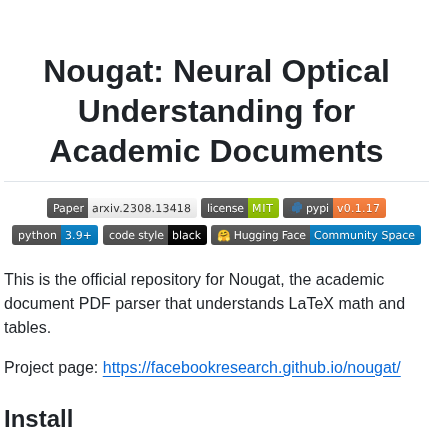 Nougat: Neural Optical
Understanding for
Academic Documents
Paper arxiv.2308.13418 license MIT pypi v0.1.17
python 3.9+ code style black Hugging Face Community Space
This is the official repository for Nougat, the academic
document PDF parser that understands LaTeX math and
tables.
Project page: https://facebookresearch.github.io/nougat/
Install